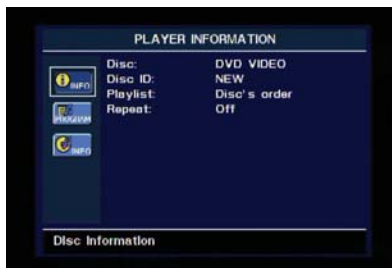 PLAYER INFORMATION
Disc: DVD VIDEO
Disc ID: NEW
Playlist: Disc's order
Repeat: Off
INFO
PROGRAM
INFO
Disc Information